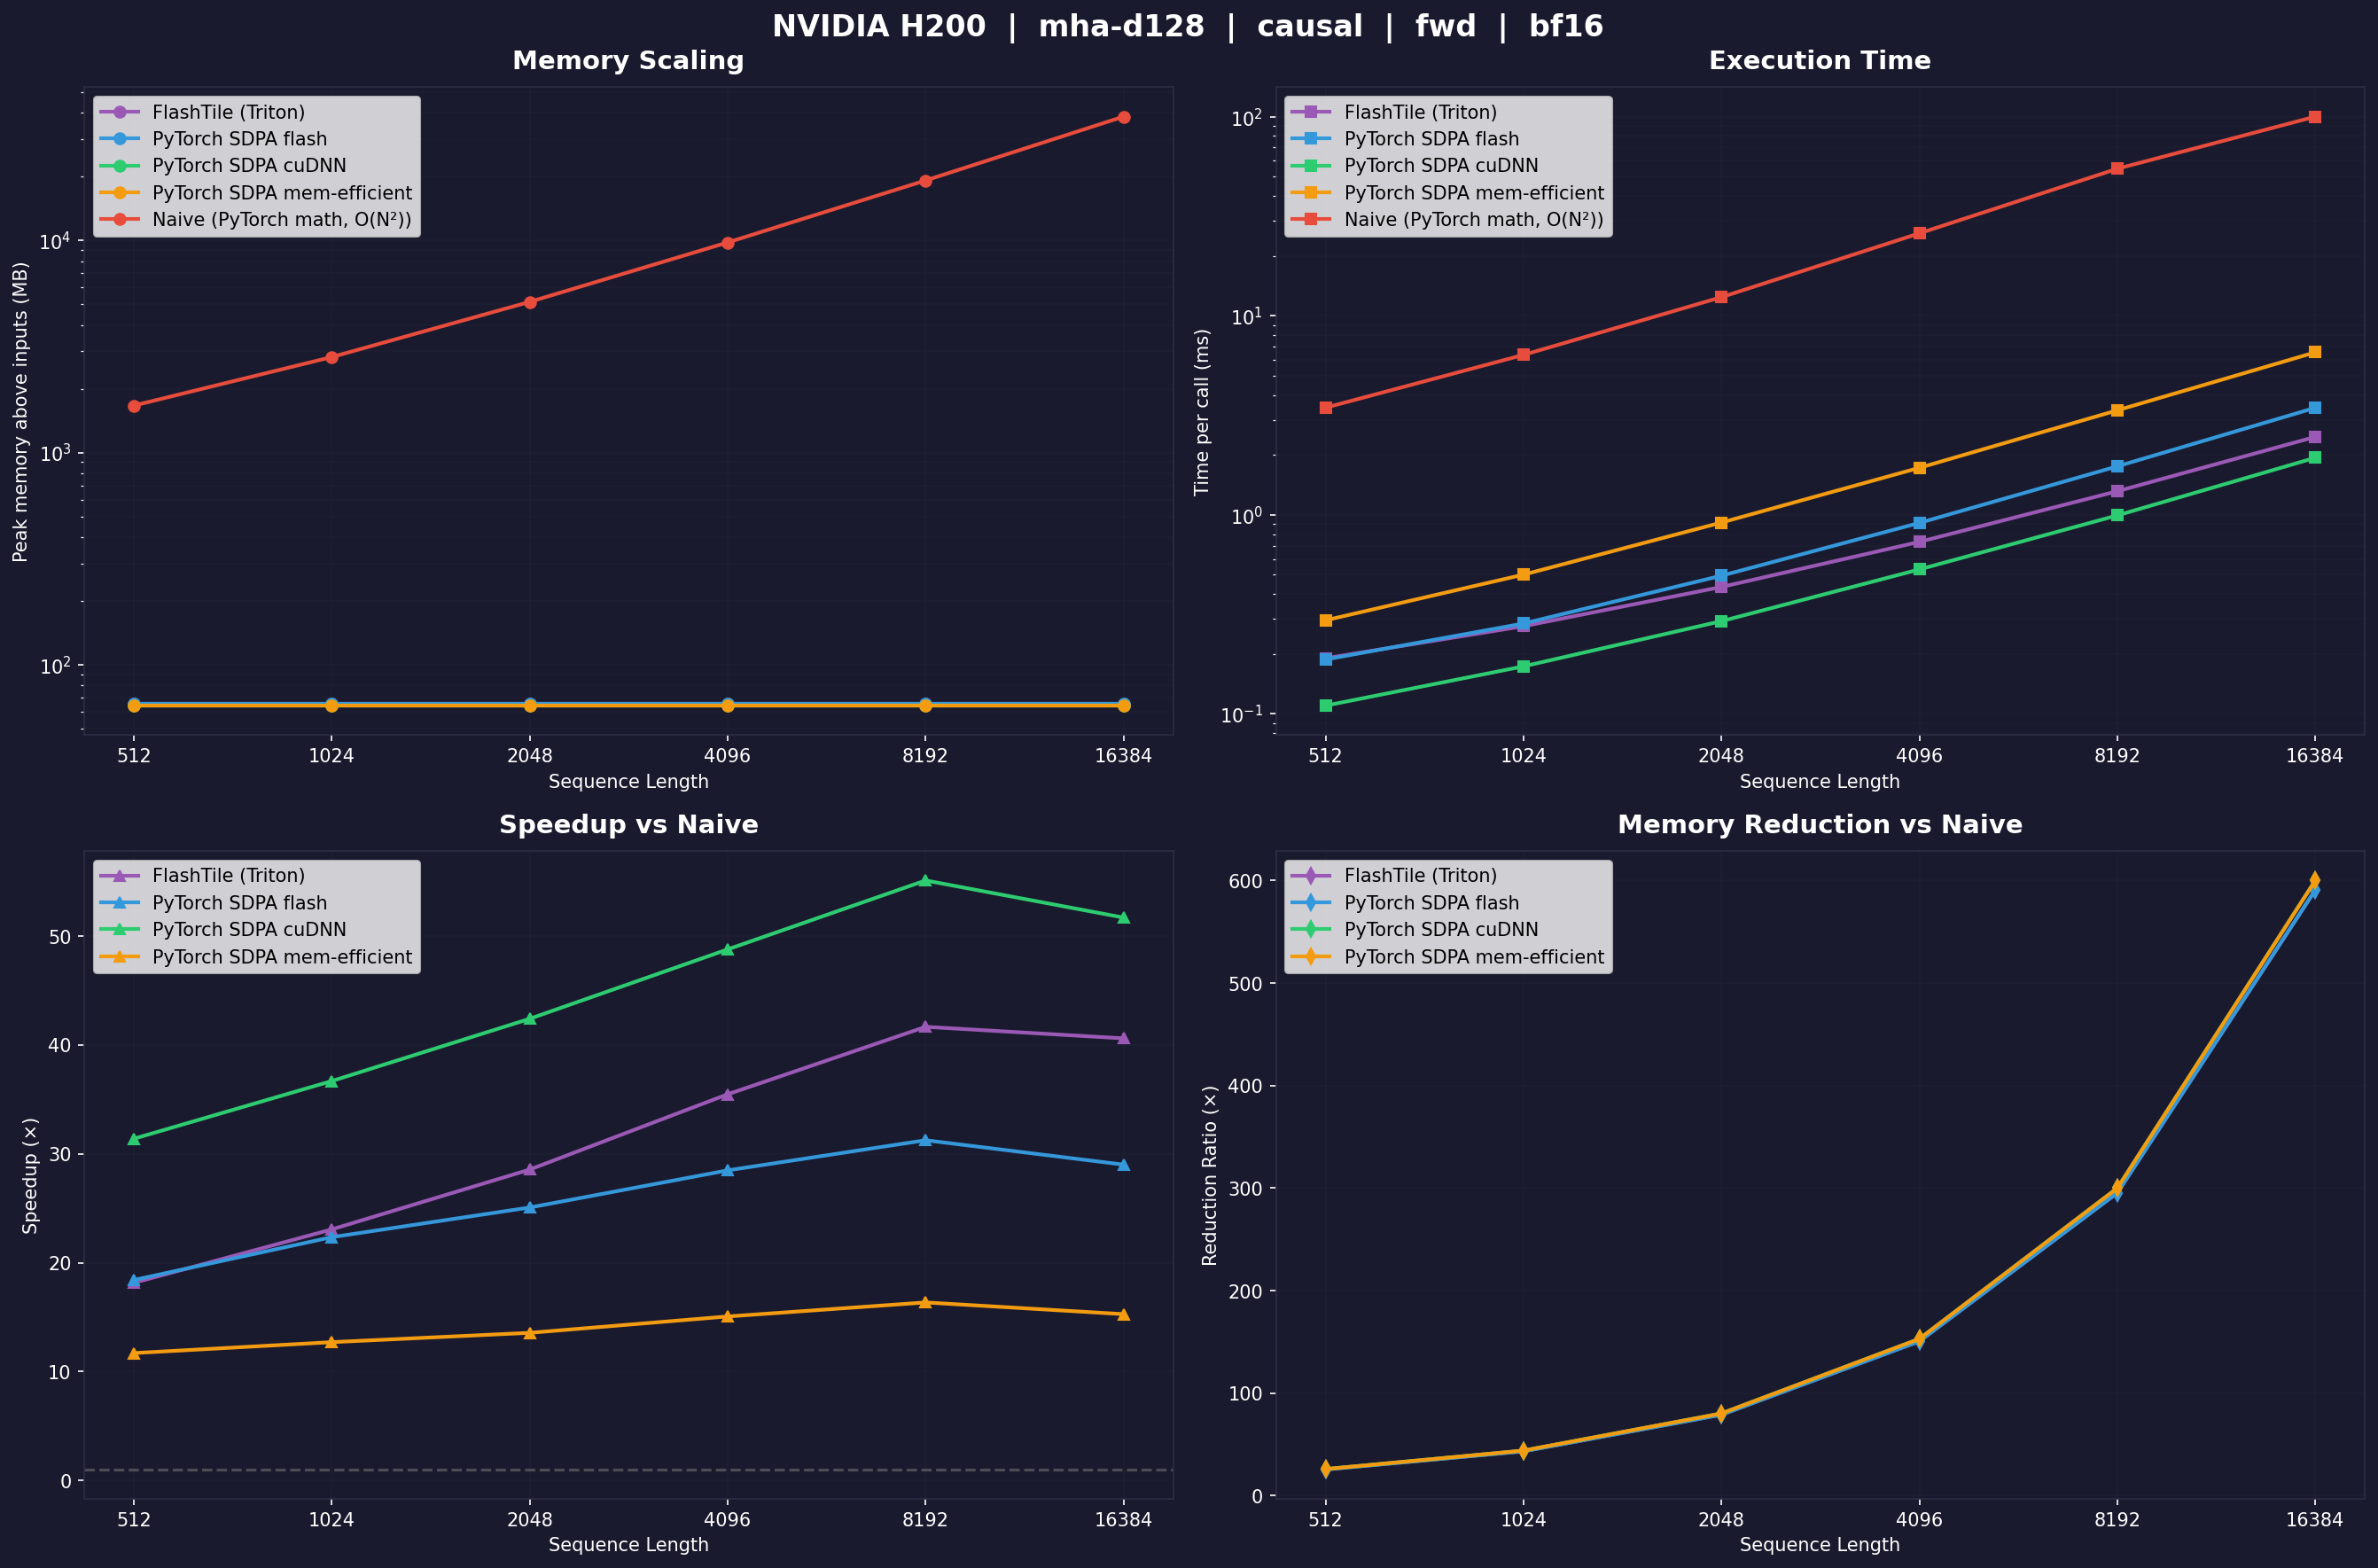 NVIDIA H200 | mha-d128 | causal | fwd | bf16
Memory Scaling
FlashTile (Triton)
PyTorch SDPA flash
PyTorch SDPA cuDNN
PyTorch SDPA mem-efficient
Naive (PyTorch math, O(N²))
Peak memory above inputs (MB)
10⁴
10³
10²
512 1024 2048 4096 8192 16384
Sequence Length
Execution Time
FlashTile (Triton)
PyTorch SDPA flash
PyTorch SDPA cuDNN
PyTorch SDPA mem-efficient
Naive (PyTorch math, O(N²))
Time per call (ms)
10²
10¹
10⁰
10⁻¹
512 1024 2048 4096 8192 16384
Sequence Length
Speedup vs Naive
FlashTile (Triton)
PyTorch SDPA flash
PyTorch SDPA cuDNN
PyTorch SDPA mem-efficient
Speedup (×)
50
40
30
20
10
0
512 1024 2048 4096 8192 16384
Sequence Length
Memory Reduction vs Naive
FlashTile (Triton)
PyTorch SDPA flash
PyTorch SDPA cuDNN
PyTorch SDPA mem-efficient
Reduction Ratio (×)
600
500
400
300
200
100
0
512 1024 2048 4096 8192 16384
Sequence Length